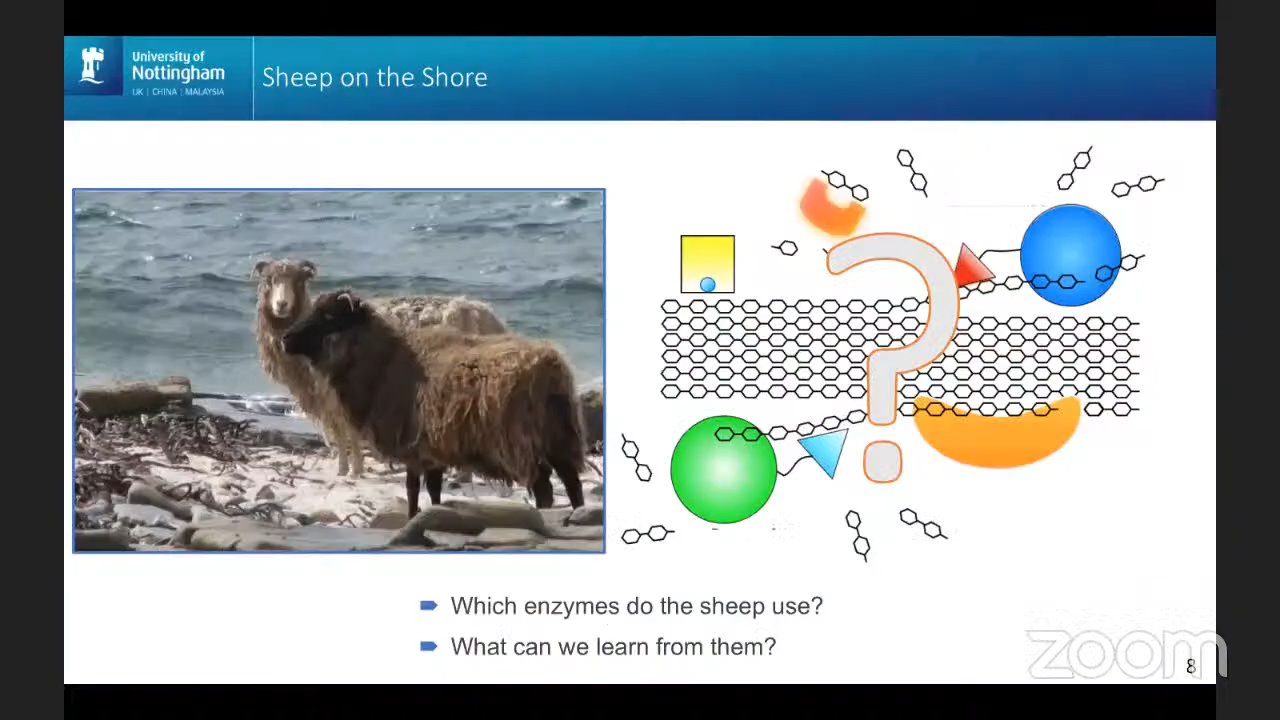 University of
Nottingham
UK | CHINA | MALAYSIA
Sheep on the Shore
Which enzymes do the sheep use?
What can we learn from them?
zoom
8